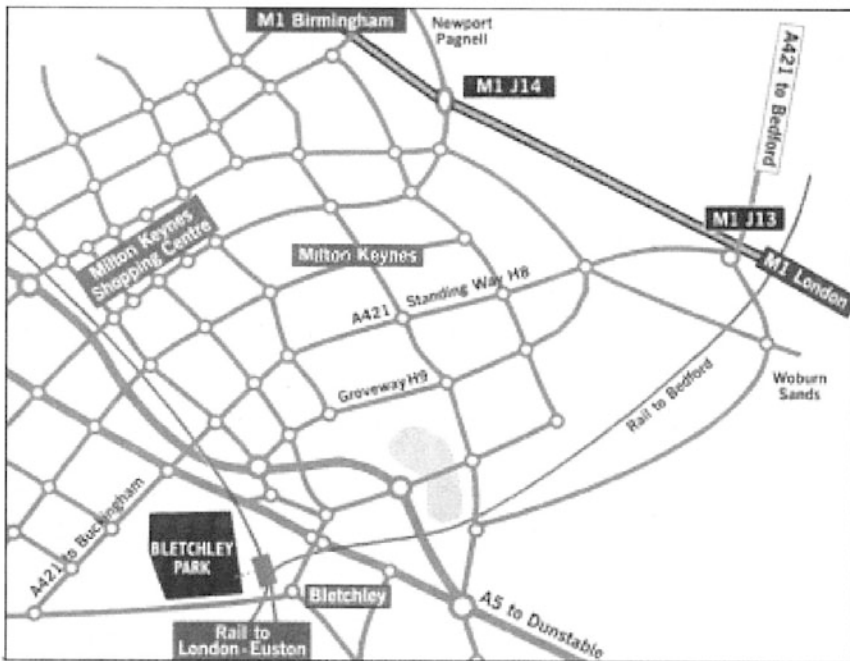 M1 Birmingham
Newport
Pagnell
M1 J14
A421 to Bedford
M1 J13
M1 London
Milton Keynes
Shopping Centre
Milton Keynes
A421
Standing Way H8
Groveway H9
Woburn
Sands
Rail to Bedford
A421 to Buckingham
BLETCHLEY
PARK
Bletchley
A5 to Dunstable
Rail to
London - Euston